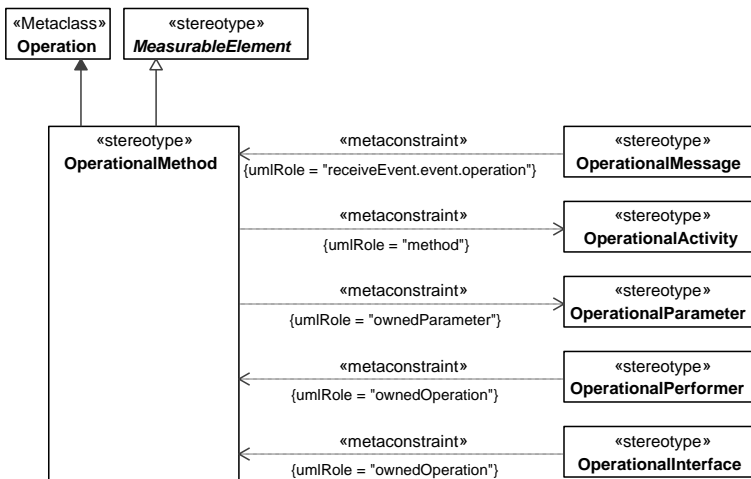 «Metaclass»
Operation
«stereotype»
MeasurableElement
«stereotype»
OperationalMethod
«metaconstraint»
{umlRole = "receiveEvent.event.operation"}
«stereotype»
OperationalMessage
«metaconstraint»
{umlRole = "method"}
«stereotype»
OperationalActivity
«metaconstraint»
{umlRole = "ownedParameter"}
«stereotype»
OperationalParameter
«metaconstraint»
{umlRole = "ownedOperation"}
«stereotype»
OperationalPerformer
«metaconstraint»
{umlRole = "ownedOperation"}
«stereotype»
OperationalInterface